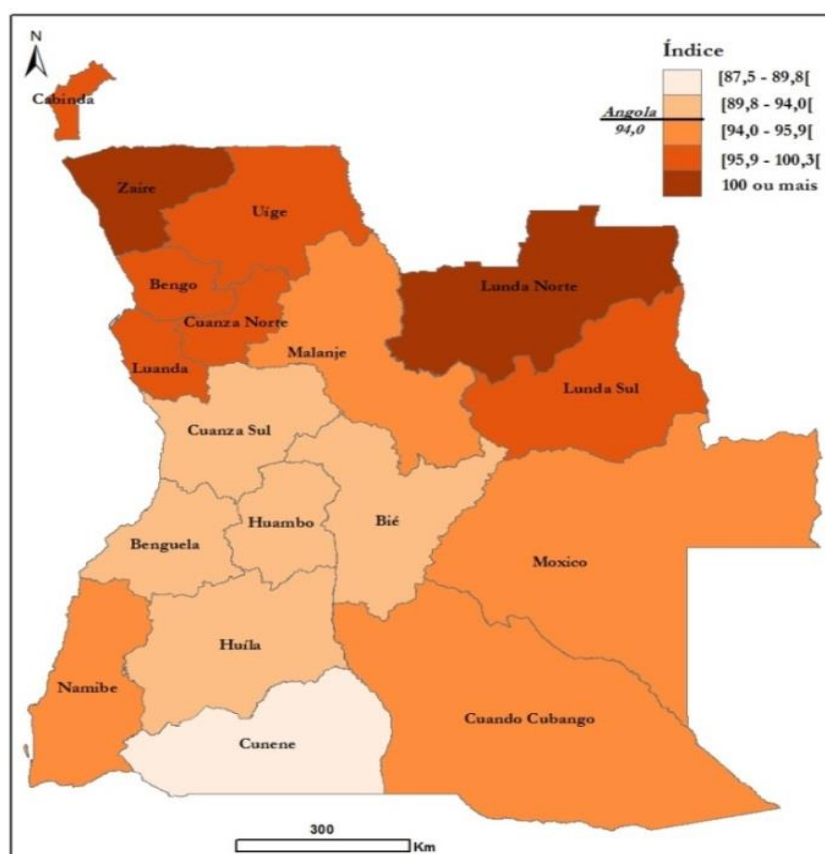 N
Índice
[87,5 - 89,8[
[89,8 - 94,0[
Angola
94,0
[94,0 - 95,9[
[95,9 - 100,3[
100 ou mais
Cabinda
Zaire
Uíge
Bengo
Lunda Norte
Cuanza Norte
Malanje
Luanda
Lunda Sul
Cuanza Sul
Huambo
Bié
Benguela
Moxico
Huíla
Namibe
Cuando Cubango
Cunene
300
Km